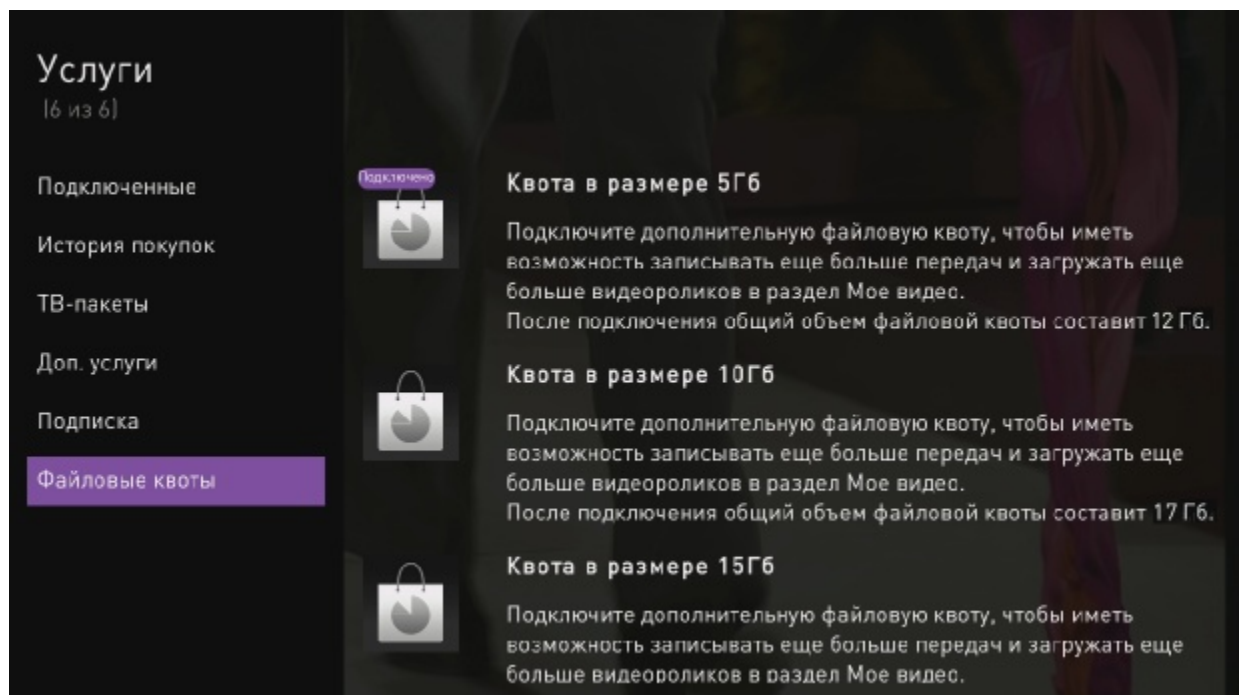 Услуги
(6 из 6)
Подключенные
История покупок
ТВ-пакеты
Доп. услуги
Подписка
Файловые квоты
Подключено
Квота в размере 5Гб
Подключите дополнительную файловую квоту, чтобы иметь
возможность записывать еще больше передач и загружать еще
больше видеороликов в раздел Мое видео.
После подключения общий объем файловой квоты составит 12 Гб.
Квота в размере 10Гб
Подключите дополнительную файловую квоту, чтобы иметь
возможность записывать еще больше передач и загружать еще
больше видеороликов в раздел Мое видео.
После подключения общий объем файловой квоты составит 17 Гб.
Квота в размере 15Гб
Подключите дополнительную файловую квоту, чтобы иметь
возможность записывать еще больше передач и загружать еще
больше видеороликов в раздел Мое видео.